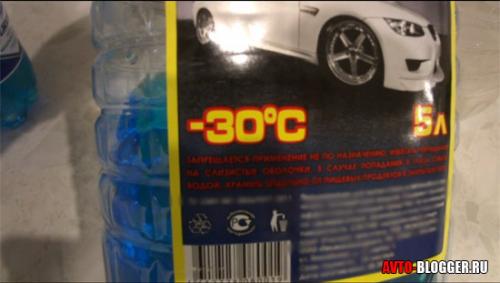 -30°C 5л
ЗАПРЕЩАЕТСЯ ПРИМЕНЕНИЕ НЕ ПО НАЗНАЧЕНИЮ,
НА СЛИЗИСТЫЕ ОБОЛОЧКИ. В СЛУЧАЕ ПОПАДАНИЯ В ГЛАЗА
ВОДОЙ. ХРАНИТЬ ОТ ПИЩЕВЫХ ПРОДУКТОВ В
AVTO-BLOGGER.RU